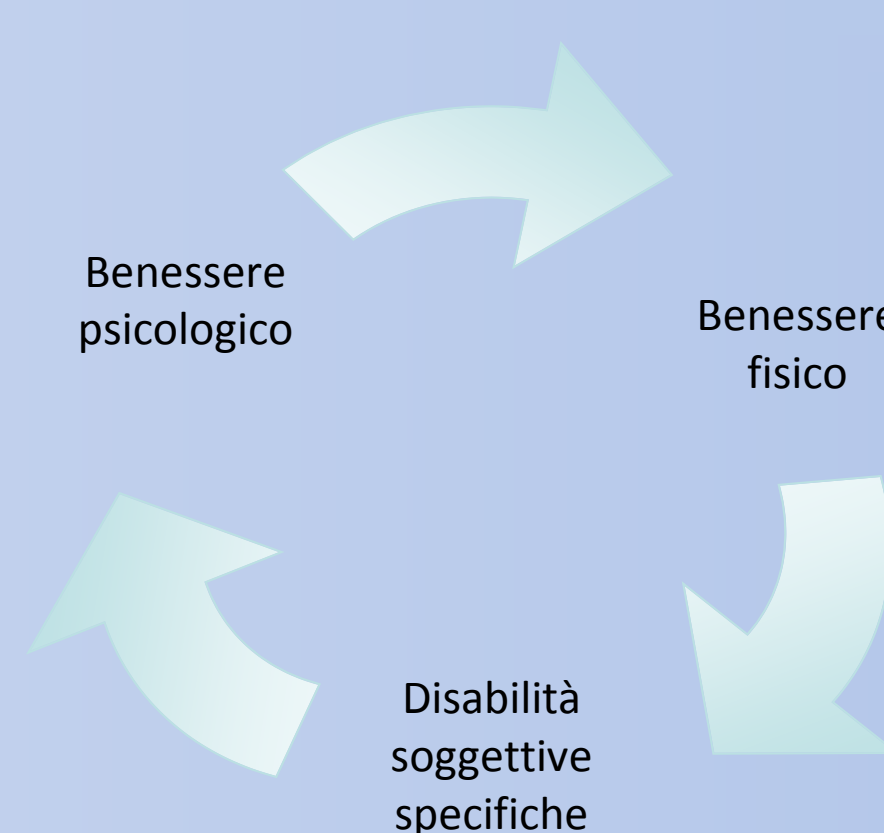 Benessere
psicologico
Benessere
fisico
Disabilità
soggettive
specifiche